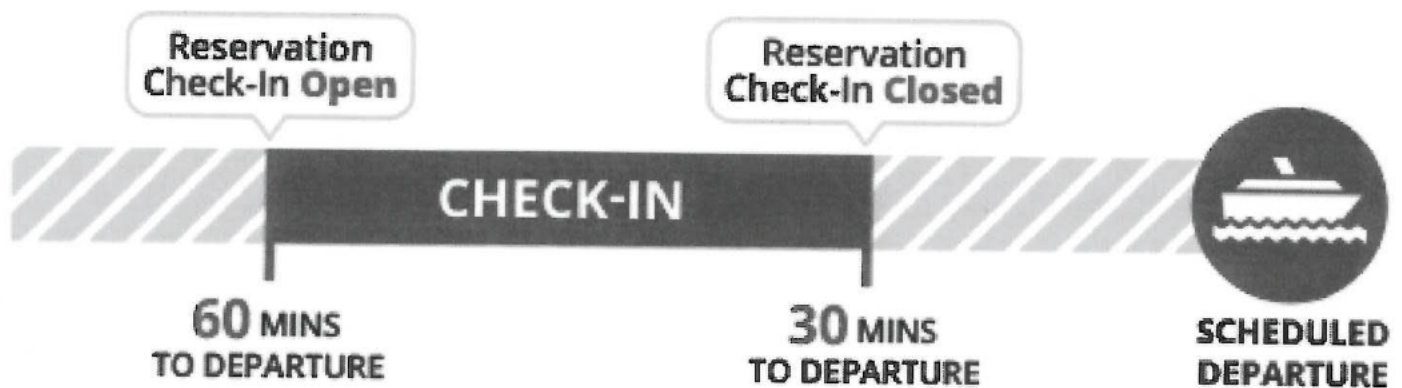 Reservation
Check-In Open
Reservation
Check-In Closed
CHECK-IN
60 MINS
TO DEPARTURE
30 MINS
TO DEPARTURE
SCHEDULED
DEPARTURE